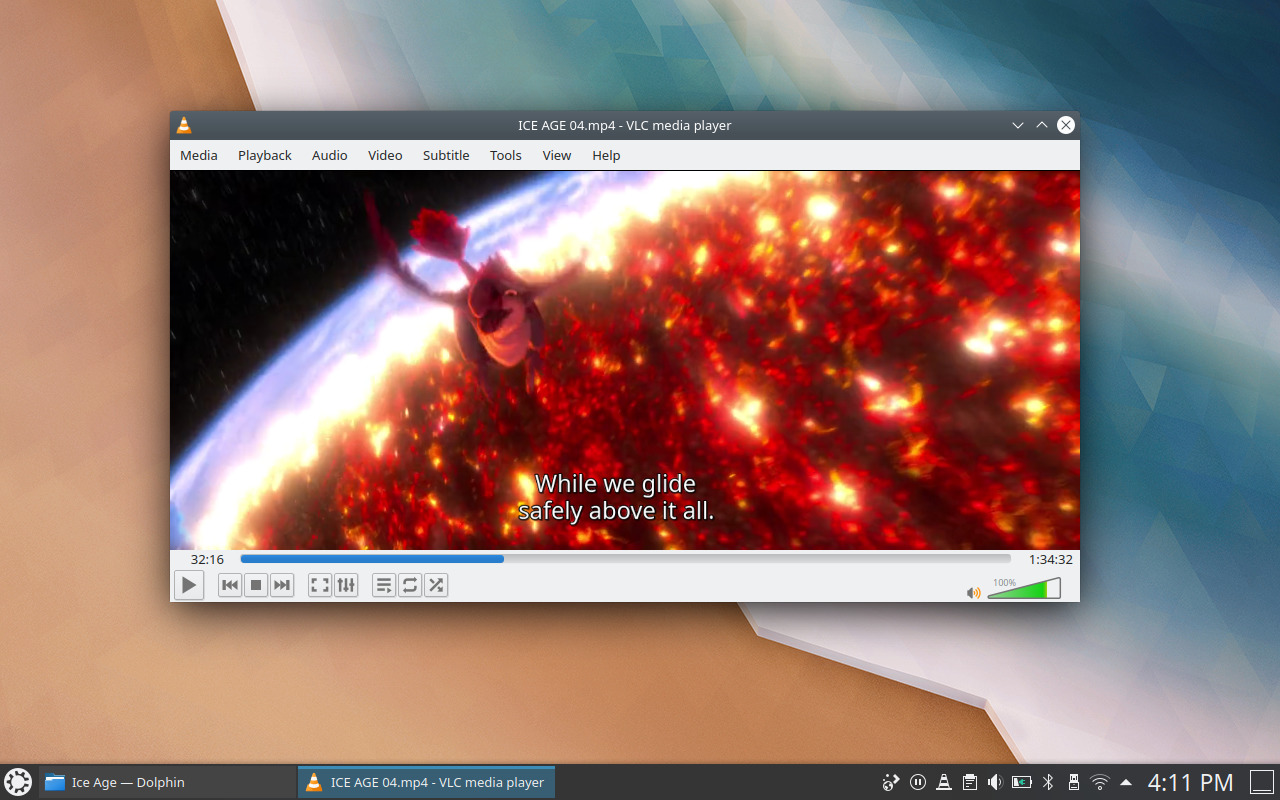 ICE AGE 04.mp4 - VLC media player
Media Playback Audio Video Subtitle Tools View Help
While we glide
safely above it all.
32:16 1:34:32
100%
Ice Age — Dolphin ICE AGE 04.mp4 - VLC media player 4:11 PM